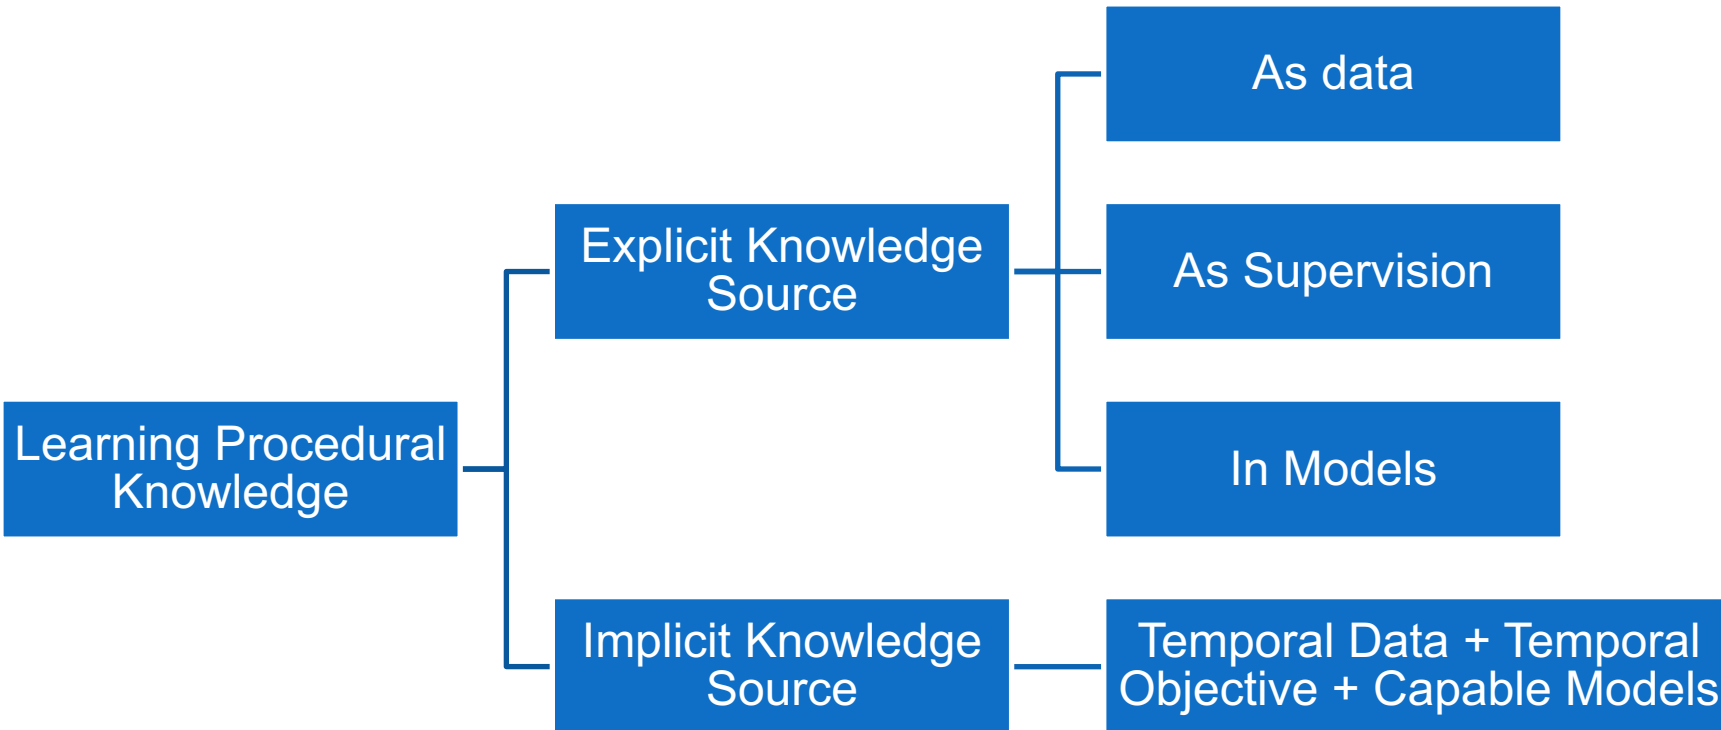 Learning Procedural
Knowledge
Explicit Knowledge
Source
As data
As Supervision
In Models
Implicit Knowledge
Source
Temporal Data + Temporal
Objective + Capable Models